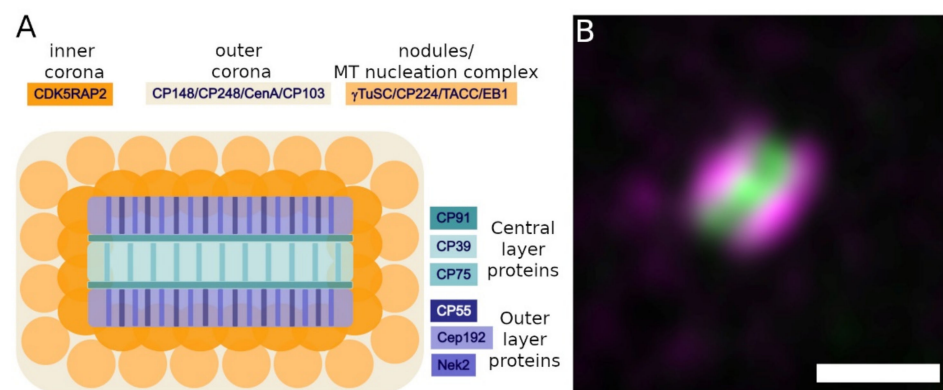 A
inner
corona
CDK5RAP2
outer
corona
CP148/CP248/CenA/CP103
nodules/
MT nucleation complex
γTuSC/CP224/TACC/EB1
CP91
CP39
CP75
Central
layer
proteins
CP55
Cep192
Nek2
Outer
layer
proteins
B